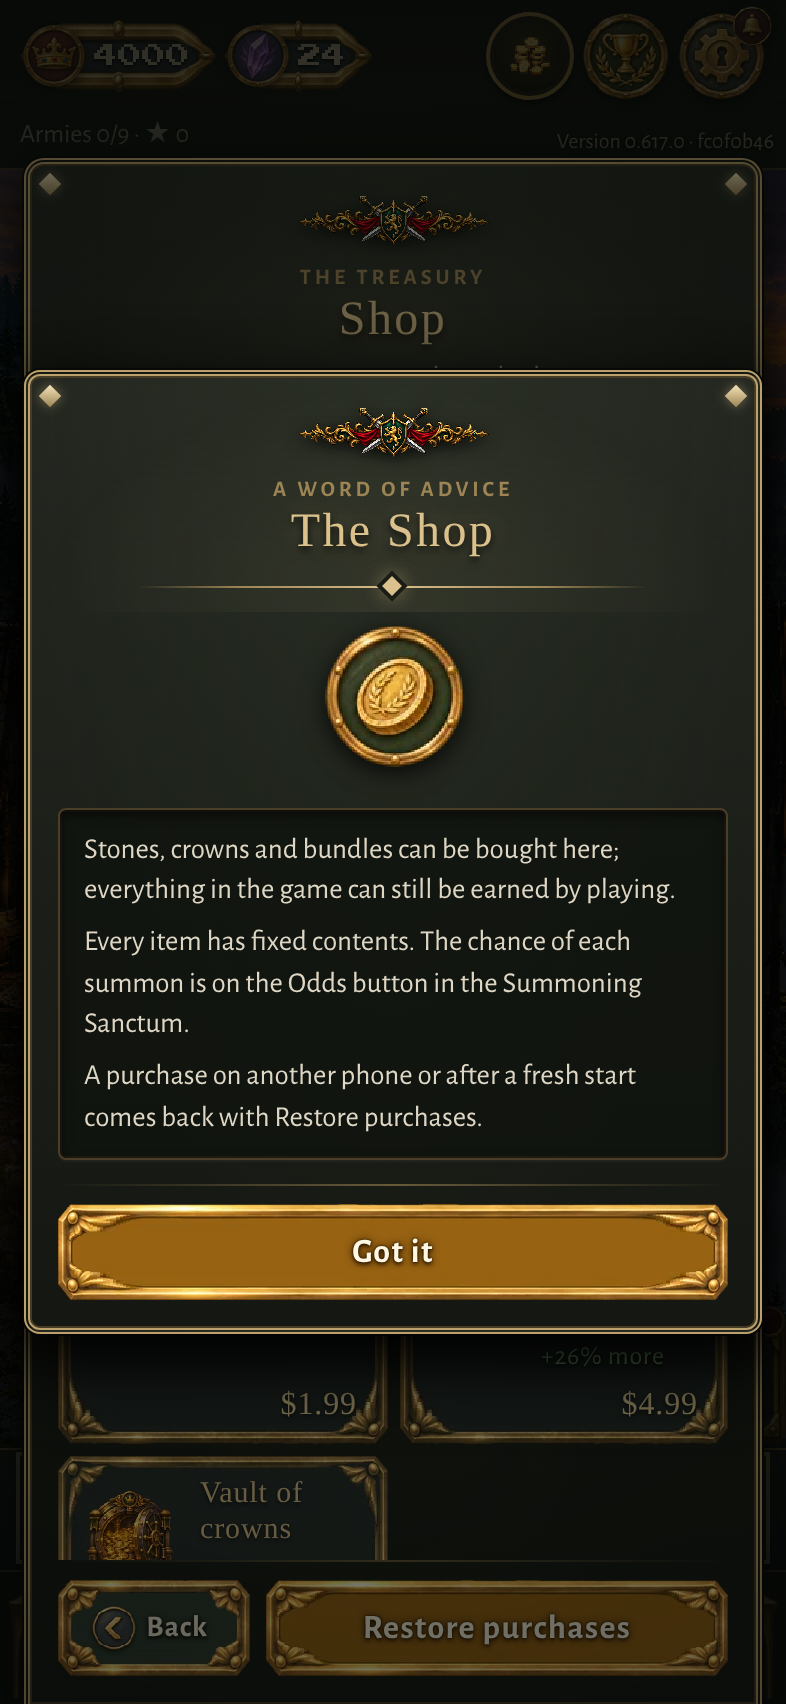 4000
24
Armies 0/9 · ★ 0
Version 0.617.0 · fc0f0b46
THE TREASURY
Shop
A WORD OF ADVICE
The Shop
Stones, crowns and bundles can be bought here;
everything in the game can still be earned by playing.
Every item has fixed contents. The chance of each
summon is on the Odds button in the Summoning
Sanctum.
A purchase on another phone or after a fresh start
comes back with Restore purchases.
Got it
+26% more
$1.99
$4.99
Vault of
crowns
Back
Restore purchases